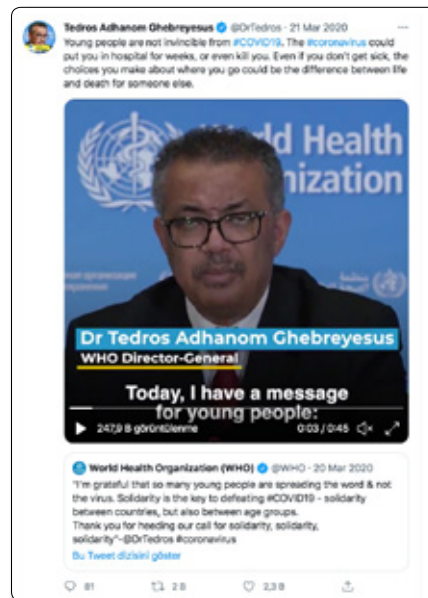 Tedros Adhanom Ghebreyesus @DrTedros · 21 Mar 2020
Young people are not invincible from #COVID19. The #coronavirus could
put you in hospital for weeks, or even kill you. Even if you don't get sick, the
choices you make about where you go could be the difference between life
and death for someone else.
World Health
Organization
Dr Tedros Adhanom Ghebreyesus
WHO Director-General
Today, I have a message
for young people:
247,9 B görüntülenme 0:03 / 0:45
World Health Organization (WHO) @WHO · 20 Mar 2020
"I'm grateful that so many young people are spreading the word & not
the virus. Solidarity is the key to defeating #COVID19 - solidarity
between countries, but also between age groups.
Thank you for heeding our call for solidarity, solidarity,
solidarity"-@DrTedros #coronavirus
Bu Tweet dizisini göster
81 2 B 2,3 B